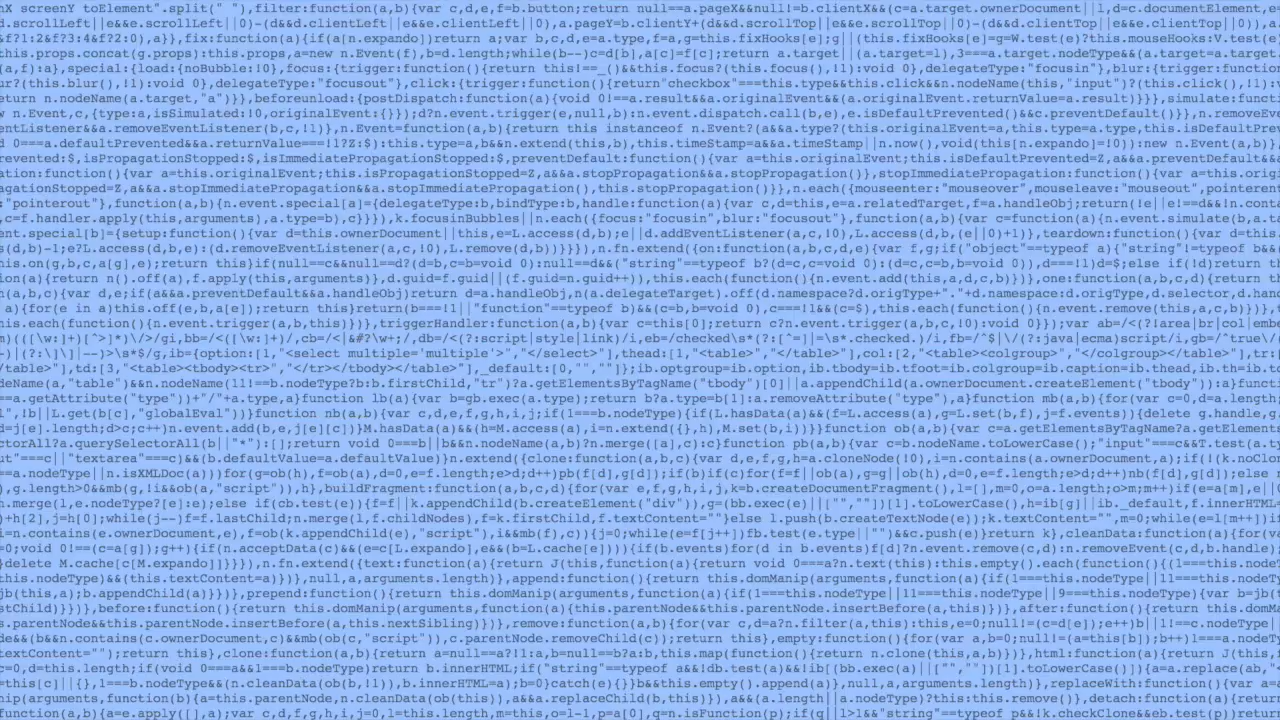 nX screenY toElement".split(" "),filter:function(a,b){var c,d,e,f=b.button;return null==a.pageX&&null!=b.clientX&&(c=a.target.ownerDocument||l,d=c.documentElement,e=
||d&&d.scrollLeft||e&&e.scrollLeft||0)-(d&&d.clientLeft||e&&e.clientLeft||0),a.pageY=b.clientY+(d&&d.scrollTop||e&&e.scrollTop||0)-(d&&d.clientTop||e&&e.clientTop||0)),a
&f?1:2&f?3:4&f?2:0),a}},fix:function(a){if(a[n.expando])return a;var b,c,d,e=a.type,f=a,g=this.fixHooks[e];g||(this.fixHooks[e]=g=W.test(e)?this.mouseHooks:V.test(e)
this.props.concat(g.props):this.props,a=new n.Event(f),b=d.length;while(b--)c=d[b],a[c]=f[c];return a.target||(a.target=l),3===a.target.nodeType&&(a.target=a.target
(a,f):a},special:{load:{noBubble:!0},focus:{trigger:function(){return this!==_()&&this.focus?(this.focus(),!1):void 0},delegateType:"focusin"},blur:{trigger:function
ur?(this.blur(),!1):void 0},delegateType:"focusout"},click:{trigger:function(){return"checkbox"===this.type&&this.click&&n.nodeName(this,"input")?(this.click(),!1):
eturn n.nodeName(a.target,"a")}},beforeunload:{postDispatch:function(a){void 0!==a.result&&a.originalEvent&&(a.originalEvent.returnValue=a.result)}}},simulate:funct
w n.Event,c,{type:a,isSimulated:!0,originalEvent:{}});d?n.event.trigger(e,null,b):n.event.dispatch.call(b,e),e.isDefaultPrevented()&&c.preventDefault()}},n.removeEv
entListener&&a.removeEventListener(b,c,!1)},n.Event=function(a,b){return this instanceof n.Event?(a&&a.type?(this.originalEvent=a,this.type=a.type,this.isDefaultPre
d 0===a.defaultPrevented&&a.returnValue===!1?Z:$):this.type=a,b&&n.extend(this,b),this.timeStamp=a&&a.timeStamp||n.now(),void(this[n.expando]=!0)):new n.Event(a,b)}
revented:$,isPropagationStopped:$,isImmediatePropagationStopped:$,preventDefault:function(){var a=this.originalEvent;this.isDefaultPrevented=Z,a&&a.preventDefault&&
ation:function(){var a=this.originalEvent;this.isPropagationStopped=Z,a&&a.stopPropagation&&a.stopPropagation()},stopImmediatePropagation:function(){var a=this.orig
agationStopped=Z,a&&a.stopImmediatePropagation&&a.stopImmediatePropagation(),this.stopPropagation()}},n.each({mouseenter:"mouseover",mouseleave:"mouseout",pointeren
:"pointerout"},function(a,b){n.event.special[a]={delegateType:b,bindType:b,handle:function(a){var c,d=this,e=a.relatedTarget,f=a.handleObj;return(!e||e!==d&&!n.cont
,c=f.handler.apply(this,arguments),a.type=b),c}}}),k.focusinBubbles||n.each({focus:"focusin",blur:"focusout"},function(a,b){var c=function(a){n.event.simulate(b,a.t
ent.special[b]={setup:function(){var d=this.ownerDocument||this,e=L.access(d,b);e||d.addEventListener(a,c,!0),L.access(d,b,(e||0)+1)},teardown:function(){var d=this
s(d,b)-1;e?L.access(d,b,e):(d.removeEventListener(a,c,!0),L.remove(d,b))}}}),n.fn.extend({on:function(a,b,c,d,e){var f,g;if("object"==typeof a){"string"!=typeof b&&
his.on(g,b,c,a[g],e);return this}if(null==c&&null==d?(d=b,c=b=void 0):null==d&&("string"==typeof b?(d=c,c=void 0):(d=c,c=b,b=void 0)),d===!1)d=$;else if(!d)return t
ion(a){return n().off(a),f.apply(this,arguments)},d.guid=f.guid||(f.guid=n.guid++)),this.each(function(){n.event.add(this,a,d,c,b)})},one:function(a,b,c,d){return t
n(a,b,c){var d,e;if(a&&a.preventDefault&&a.handleObj)return d=a.handleObj,n(a.delegateTarget).off(d.namespace?d.origType+"."+d.namespace:d.origType,d.selector,d.han
a){for(e in a)this.off(e,b,a[e]);return this}return(b===!1||"function"==typeof b)&&(c=b,b=void 0),c===!1&&(c=$),this.each(function(){n.event.remove(this,a,c,b)})},t
his.each(function(){n.event.trigger(a,b,this)})},triggerHandler:function(a,b){var c=this[0];return c?n.event.trigger(a,b,c,!0):void 0}});var ab=/<(?!area|br|col|embe
m)(([\w:]+)[^>]*)\/>/gi,bb=/<([\w:]+)/,cb=/<|&#?\w+;/,db=/<(?:script|style|link)/i,eb=/checked\s*(?:[^=]|=\s*.checked.)/i,fb=/^$|\/(?:java|ecma)script/i,gb=/^true\/
)|(?:\]\]|--)>\s*$/g,ib={option:[1,"<select multiple='multiple'>","</select>"],thead:[1,"<table>","</table>"],col:[2,"<table><colgroup>","</colgroup></table>"],tr:
/table>"],td:[3,"<table><tbody><tr>","</tr></tbody></table>"],_default:[0,"",""]};ib.optgroup=ib.option,ib.tbody=ib.tfoot=ib.colgroup=ib.caption=ib.thead,ib.th=ib.t
deName(a,"table")&&n.nodeName(11!==b.nodeType?b:b.firstChild,"tr")?a.getElementsByTagName("tbody")[0]||a.appendChild(a.ownerDocument.createElement("tbody")):a}funct
=a.getAttribute("type"))+"/"+a.type,a}function lb(a){var b=gb.exec(a.type);return b?a.type=b[1]:a.removeAttribute("type"),a}function mb(a,b){for(var c=0,d=a.length
l",!b||L.get(b[c],"globalEval"))}function nb(a,b){var c,d,e,f,g,h,i,j;if(1===b.nodeType){if(L.hasData(a)&&(f=L.access(a),g=L.set(b,f),j=f.events)){delete g.handle,g
=j[e].length;d>c;c++)n.event.add(b,e,j[e][c])}M.hasData(a)&&(h=M.access(a),i=n.extend({},h),M.set(b,i))}}function ob(a,b){var c=a.getElementsByTagName?a.getElements
ctorAll?a.querySelectorAll(b||"*"):[];return void 0===b||b&&n.nodeName(a,b)?n.merge([a],c):c}function pb(a,b){var c=b.nodeName.toLowerCase();"input"===c&&T.test(a.t
ut"===c||"textarea"===c)&&(b.defaultValue=a.defaultValue)}n.extend({clone:function(a,b,c){var d,e,f,g,h=a.cloneNode(!0),i=n.contains(a.ownerDocument,a);if(!(k.noClon
==a.nodeType||n.isXMLDoc(a)))for(g=ob(h),f=ob(a),d=0,e=f.length;e>d;d++)pb(f[d],g[d]);if(b)if(c)for(f=f||ob(a),g=g||ob(h),d=0,e=f.length;e>d;d++)nb(f[d],g[d]);else
),g.length>0&&mb(g,!i&&ob(a,"script")),h},buildFragment:function(a,b,c,d){for(var e,f,g,h,i,j,k=b.createDocumentFragment(),l=[],m=0,o=a.length;o>m;m++)if(e=a[m],e||0
.merge(l,e.nodeType?[e]:e);else if(cb.test(e)){f=f||k.appendChild(b.createElement("div")),g=(bb.exec(e)||["",""])[1].toLowerCase(),h=ib[g]||ib._default,f.innerHTML=
)+h[2],j=h[0];while(j--)f=f.lastChild;n.merge(l,f.childNodes),f=k.firstChild,f.textContent=""}else l.push(b.createTextNode(e));k.textContent="",m=0;while(e=l[m++])if
i=n.contains(e.ownerDocument,e),f=ob(k.appendChild(e),"script"),i&&mb(f),c)){j=0;while(e=f[j++])fb.test(e.type||"")&&c.push(e)}return k},cleanData:function(a){for(v
=0;void 0!==(c=a[g]);g++){if(n.acceptData(c)&&(e=c[L.expando],e&&(b=L.cache[e]))){if(b.events)for(d in b.events)f[d]?n.event.remove(c,d):n.removeEvent(c,d,b.handle);
}delete M.cache[c[M.expando]]}}}),n.fn.extend({text:function(a){return J(this,function(a){return void 0===a?n.text(this):this.empty().each(function(){(1===this.node
this.nodeType)&&(this.textContent=a)})},null,a,arguments.length)},append:function(){return this.domManip(arguments,function(a){if(1===this.nodeType||11===this.nodeT
jb(this,a);b.appendChild(a)}})},prepend:function(){return this.domManip(arguments,function(a){if(1===this.nodeType||11===this.nodeType||9===this.nodeType){var b=jb(t
stChild)}})},before:function(){return this.domManip(arguments,function(a){this.parentNode&&this.parentNode.insertBefore(a,this)})},after:function(){return this.domMa
his.parentNode&&this.parentNode.insertBefore(a,this.nextSibling)})},remove:function(a,b){for(var c,d=a?n.filter(a,this):this,e=0;null!=(c=d[e]);e++)b||1!==c.nodeTyp
de&&(b&&n.contains(c.ownerDocument,c)&&mb(ob(c,"script")),c.parentNode.removeChild(c));return this},empty:function(){for(var a,b=0;null!=(a=this[b]);b++)1===a.nodeT
textContent="");return this},clone:function(a,b){return a=null==a?!1:a,b=null==b?a:b,this.map(function(){return n.clone(this,a,b)})},html:function(a){return J(this,f
c=0,d=this.length;if(void 0===a&&1===b.nodeType)return b.innerHTML;if("string"==typeof a&&!db.test(a)&&!ib[(bb.exec(a)||["",""])[1].toLowerCase()]){a=a.replace(ab,"
=this[c]||{},1===b.nodeType&&(n.cleanData(ob(b,!1)),b.innerHTML=a);b=0}catch(e){}}b&&this.empty().append(a)},null,a,arguments.length)},replaceWith:function(){var a=
nip(arguments,function(b){a=this.parentNode,n.cleanData(ob(this)),a&&a.replaceChild(b,this)}),a&&(a.length||a.nodeType)?this:this.remove()},detach:function(a){return
function(a,b){a=e.apply([],a);var c,d,f,g,h,i,j=0,l=this.length,m=this,o=l-1,p=a[0],q=n.isFunction(p);if(q||l>1&&"string"==typeof p&&!k.checkClone&&eb.test(p))retur